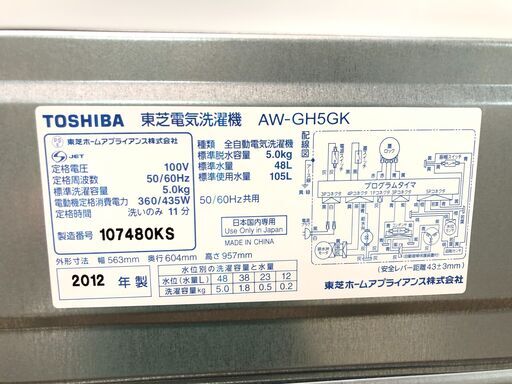 TOSHIBA 東芝電気洗濯機 AW-GH5GK
東芝ホームアプライアンス株式会社
JET
定格電圧 100V
定格周波数 50/60Hz
標準洗濯容量 5.0kg
電動機定格消費電力 360/435W
定格時間 洗いのみ 11分
製造番号 107480KS
種類 全自動電気洗濯機
標準脱水容量 5.0kg
標準水量 48L
標準使用水量 105L
50/60Hz共用
日本国内専用
Use Only in Japan
MADE IN CHINA
外形寸法 幅 563mm 奥行 604mm 高さ 957mm
2012 年製
水位別の洗濯容量と水量
水位(水量L) 48 38 23 12
洗濯容量kg 5.0 1.8 0.5 0.2
配線図
プログラムタイマ
(安全レバー距離43±3mm)
東芝ホームアプライアンス株式会社